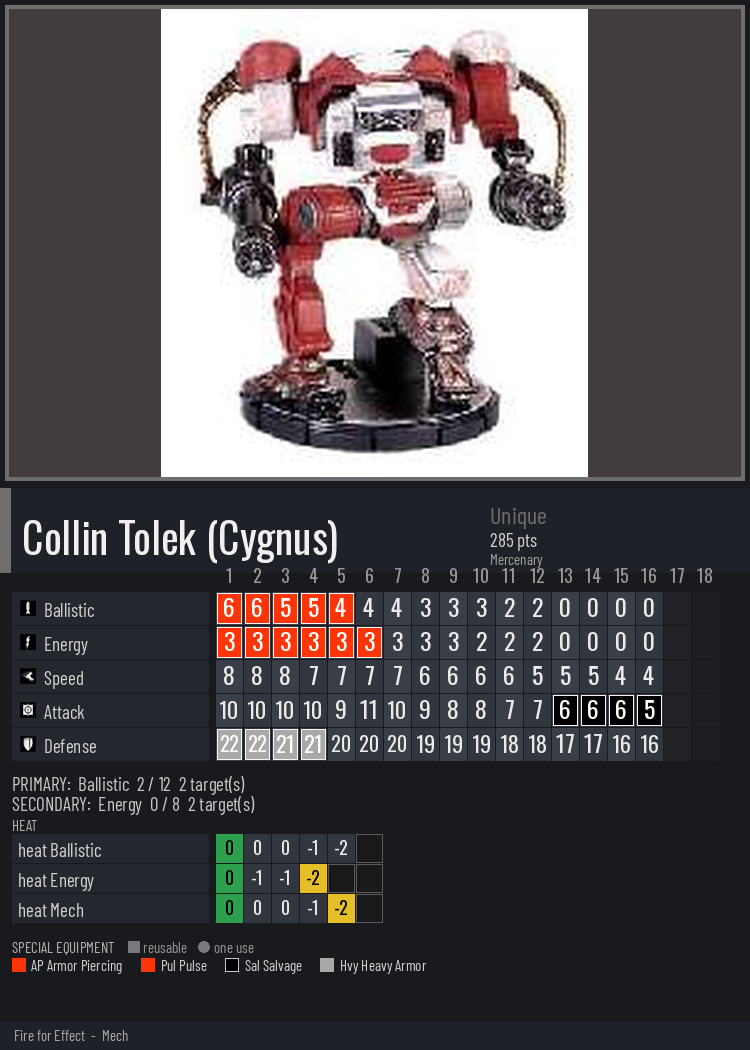 Collin Tolek (Cygnus)
Unique
285 pts
Mercenary
1 2 3 4 5 6 7 8 9 10 11 12 13 14 15 16 17 18
Ballistic 6 6 5 5 4 4 4 3 3 3 2 2 0 0 0 0
Energy 3 3 3 3 3 3 3 3 3 2 2 2 0 0 0 0
Speed 8 8 8 7 7 7 7 6 6 6 6 5 5 5 4 4
Attack 10 10 10 10 9 11 10 9 8 8 7 7 6 6 6 5
Defense 22 22 21 21 20 20 20 19 19 19 18 18 17 17 16 16
PRIMARY: Ballistic 2 / 12 2 target(s)
SECONDARY: Energy 0 / 8 2 target(s)
HEAT
heat Ballistic 0 0 0 -1 -2
heat Energy 0 -1 -1 -2
heat Mech 0 0 0 -1 -2
SPECIAL EQUIPMENT reusable one use
AP Armor Piercing Pul Pulse Sal Salvage Hvy Heavy Armor
Fire for Effect - Mech